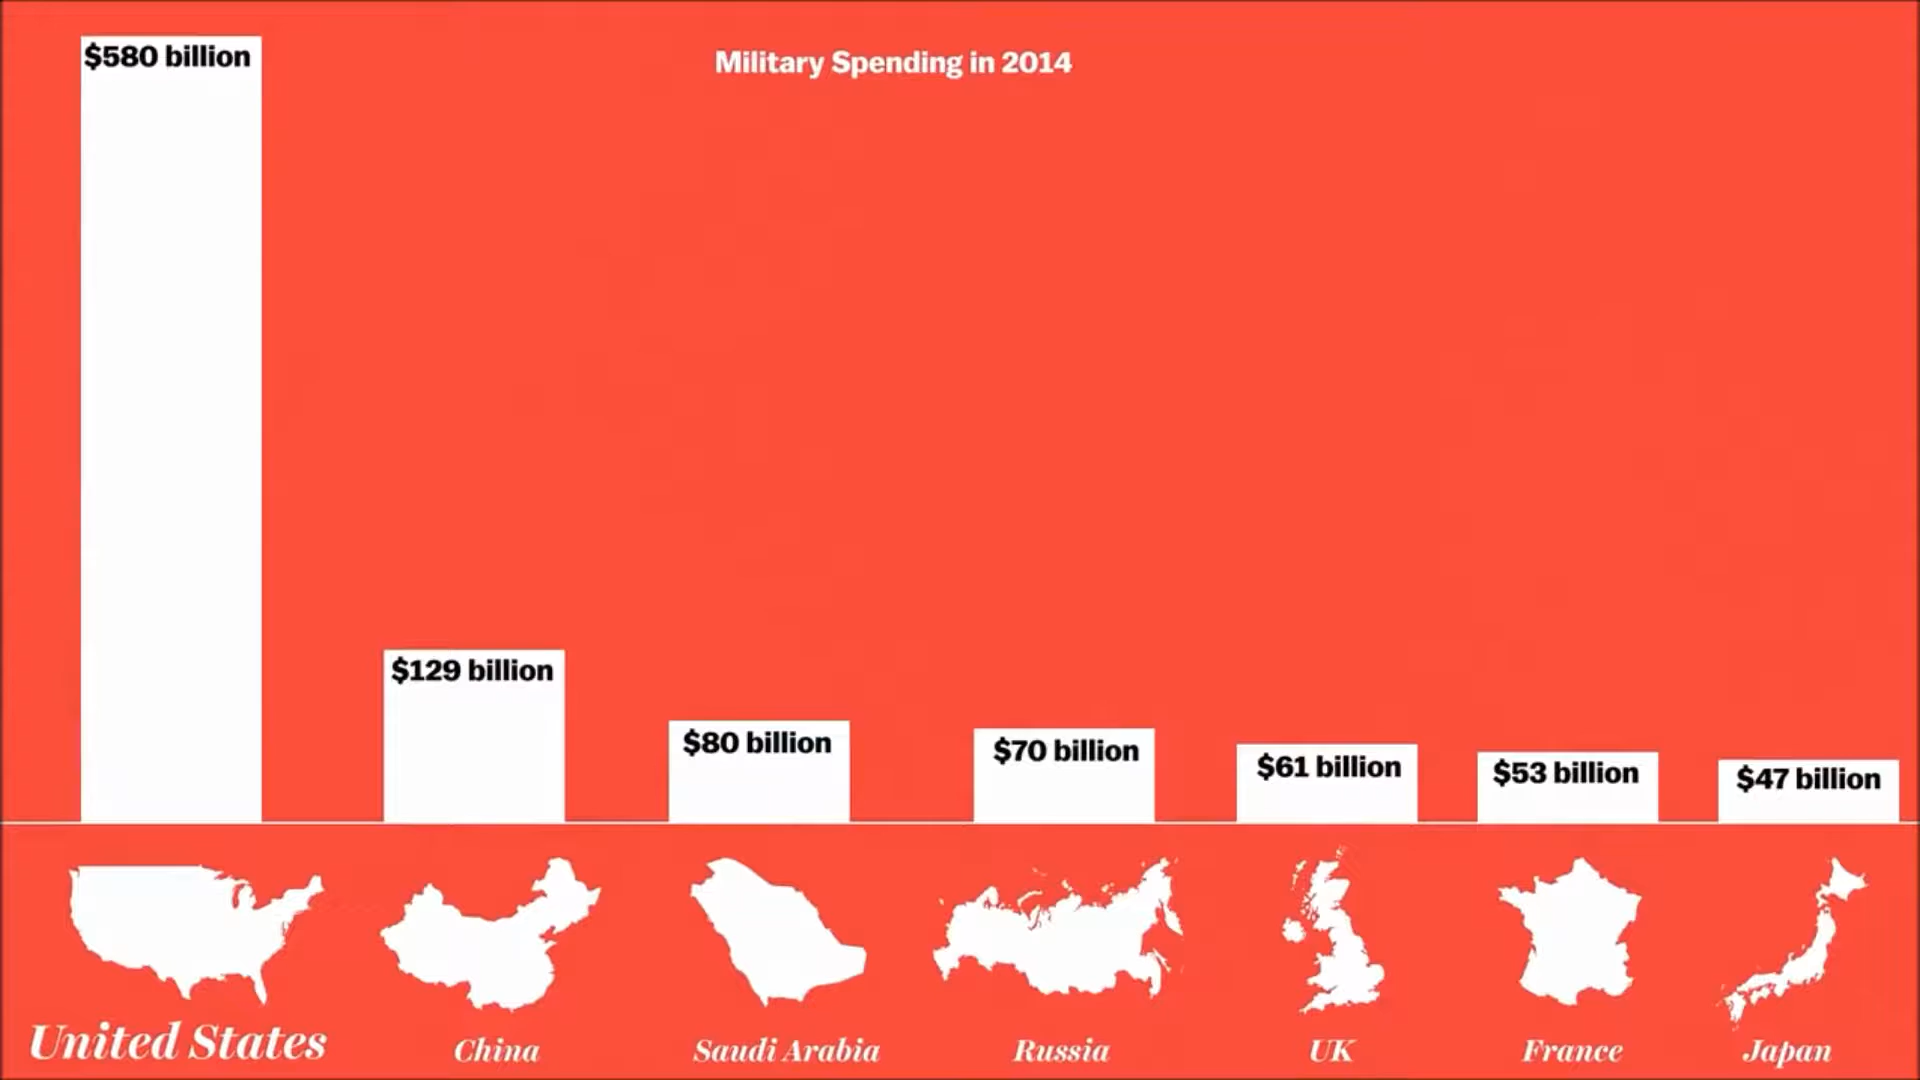 Military Spending in 2014
$580 billion
$129 billion
$80 billion
$70 billion
$61 billion
$53 billion
$47 billion
United States
China
Saudi Arabia
Russia
UK
France
Japan